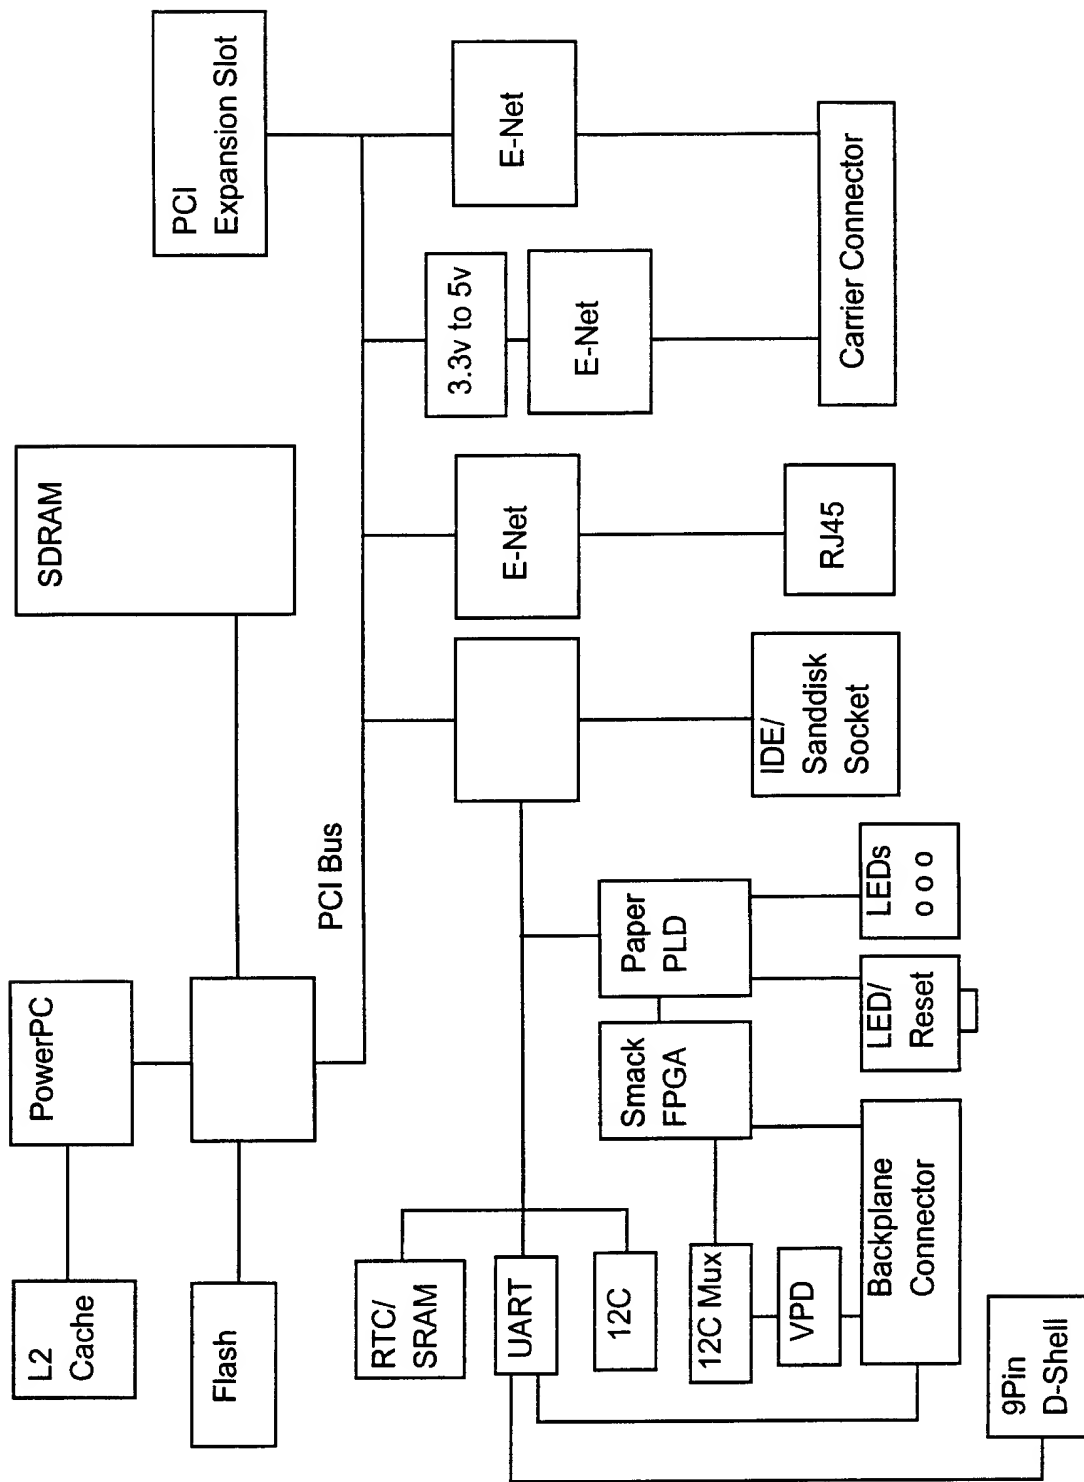 L2
Cache
PowerPC
SDRAM
PCI
Expansion Slot
Flash
PCI Bus
RTC/
SRAM
UART
12C
E-Net
3.3v to 5v
E-Net
E-Net
Smack
FPGA
Paper
PLD
12C Mux
VPD
Backplane
Connector
LED/
Reset
LEDs
o o o
IDE/
Sanddisk
Socket
RJ45
Carrier Connector
9Pin
D-Shell